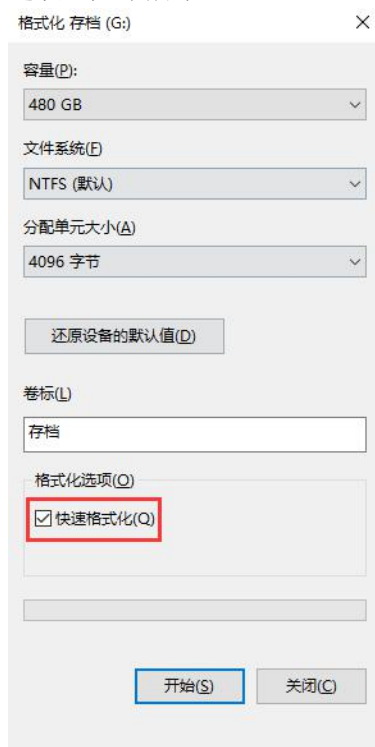 格式化 存档 (G:)
容量(P):
480 GB
文件系统(F)
NTFS (默认)
分配单元大小(A)
4096 字节
还原设备的默认值(D)
卷标(L)
存档
格式化选项(O)
快速格式化(Q)
开始(S)
关闭(C)